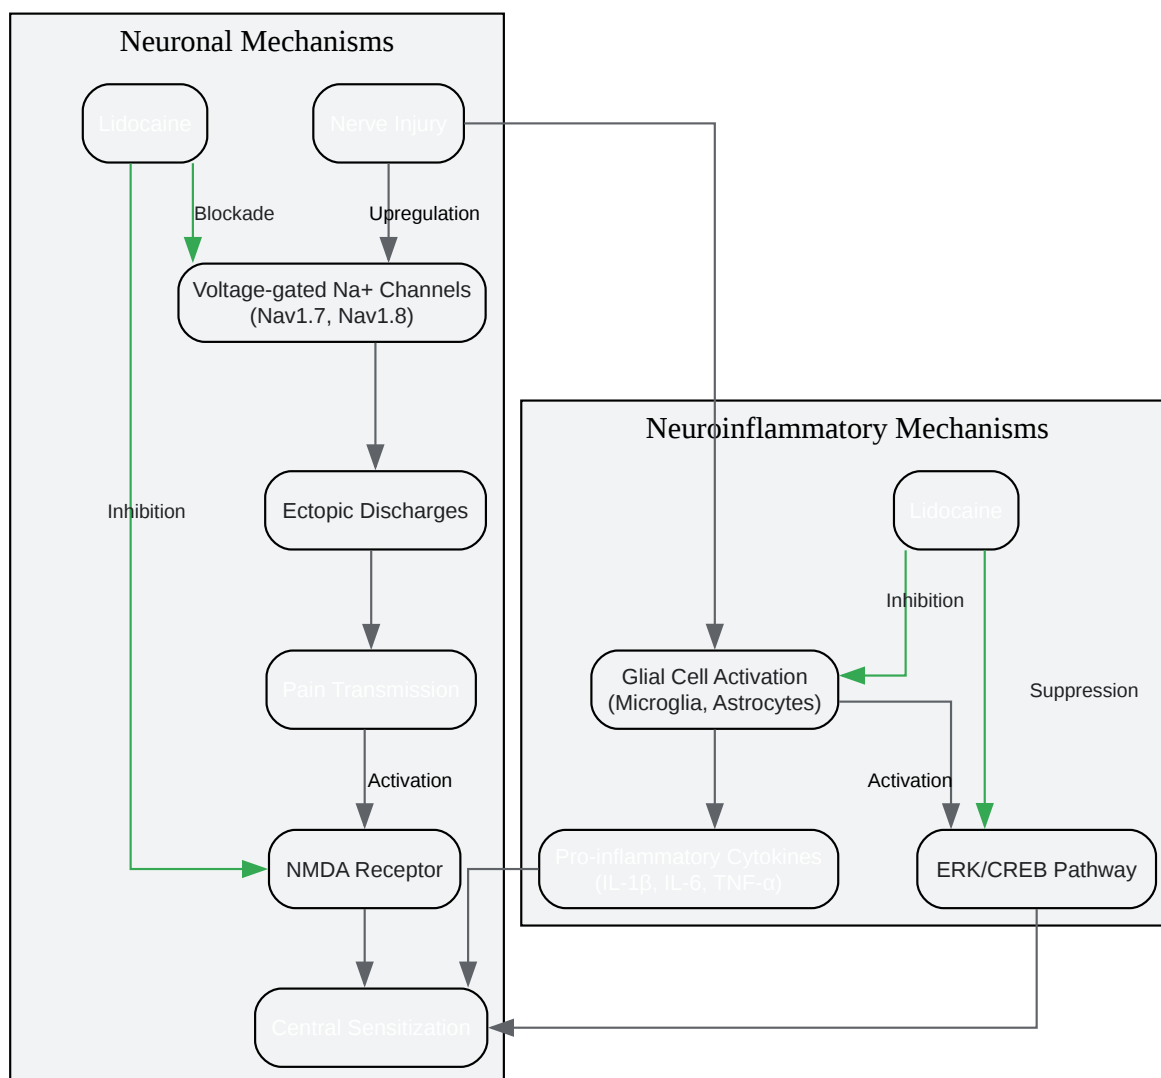 Neuronal Mechanisms
Lidocaine
Nerve Injury
Blockade
Upregulation
Voltage-gated Na+ Channels
(Nav1.7, Nav1.8)
Neuroinflammatory Mechanisms
Ectopic Discharges
Inhibition
Lidocaine
Inhibition
Glial Cell Activation
(Microglia, Astrocytes)
Suppression
Pain Transmission
Activation
Activation
NMDA Receptor
Pro-inflammatory Cytokines
(IL-1β, IL-6, TNF-α)
ERK/CREB Pathway
Central Sensitization